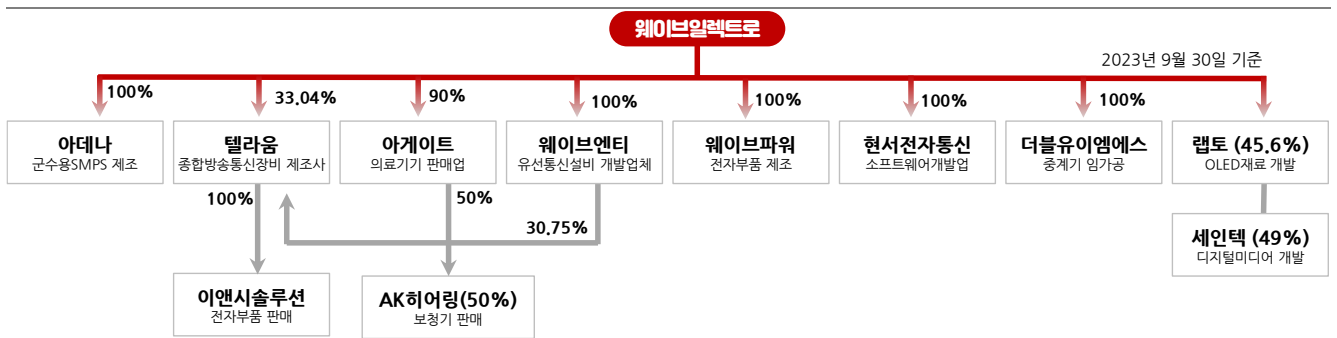 웨이브일렉트로
2023년 9월 30일 기준
100%
33.04%
90%
100%
100%
100%
100%
아데나
군수용SMPS 제조
텔라움
종합방송통신장비 제조사
아게이트
의료기기 판매업
웨이브엔티
유선통신설비 개발업체
웨이브파워
전자부품 제조
현서전자통신
소프트웨어개발업
더블유이엠에스
중계기 임가공
랩토 (45.6%)
OLED재료 개발
100%
50%
30.75%
세인텍 (49%)
디지털미디어 개발
이앤시솔루션
전자부품 판매
AK히어링(50%)
보청기 판매